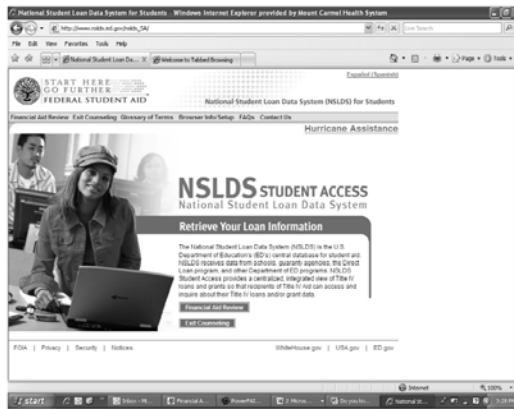 National Student Loan Data System for Students - Windows Internet Explorer provided by Mount Carmel Health System
http://www.nslds.ed.gov/nslds_SA/
Live Search
File Edit View Favorites Tools Help
National Student Loan Da... X Welcome to Tabbed Browsing
Page Tools
Español (Spanish)
START HERE
GO FURTHER
FEDERAL STUDENT AID
National Student Loan Data System (NSLDS) for Students
Financial Aid Review Exit Counseling Glossary of Terms Browser Info/Setup FAQs Contact Us
Hurricane Assistance
NSLDS STUDENT ACCESS
National Student Loan Data System
Retrieve Your Loan Information
The National Student Loan Data System (NSLDS) is the U.S.
Department of Education's (ED's) central database for student aid.
NSLDS receives data from schools, guaranty agencies, the Direct
Loan program, and other Department of ED programs. NSLDS
Student Access provides a centralized, integrated view of Title IV
loans and grants so that recipients of Title IV Aid can access and
inquire about their Title IV loans and/or grant data.
Financial Aid Review
Exit Counseling
FOIA | Privacy | Security | Notices WhiteHouse.gov | USA.gov | ED.gov
Internet 100%
start Inbox - M... Financial A... PowerPAC... 2 Micros... Do you kn... National St...